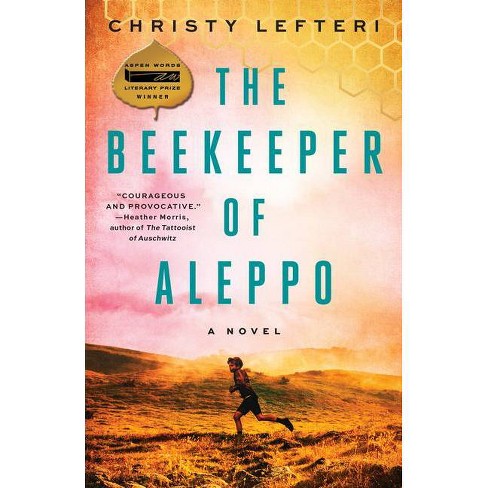 CHRISTY LEFTERI
ASPEN WORDS
aw
LITERARY PRIZE
WINNER
THE
BEEKEEPER
OF
ALEPPO
“COURAGEOUS
AND PROVOCATIVE.”
—Heather Morris,
author of The Tattooist
of Auschwitz
A NOVEL